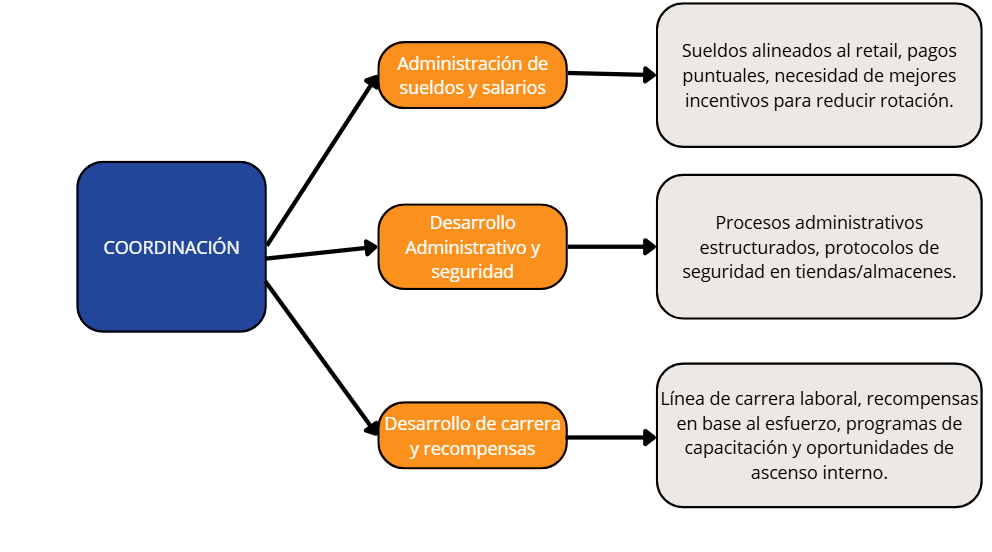 COORDINACIÓN
Administración de
sueldos y salarios
Sueldos alineados al retail, pagos
puntuales, necesidad de mejores
incentivos para reducir rotación.
Desarrollo
Administrativo y
seguridad
Procesos administrativos
estructurados, protocolos de
seguridad en tiendas/almacenes.
Desarrollo de carrera
y recompensas
Línea de carrera laboral, recompensas
en base al esfuerzo, programas de
capacitación y oportunidades de
ascenso interno.